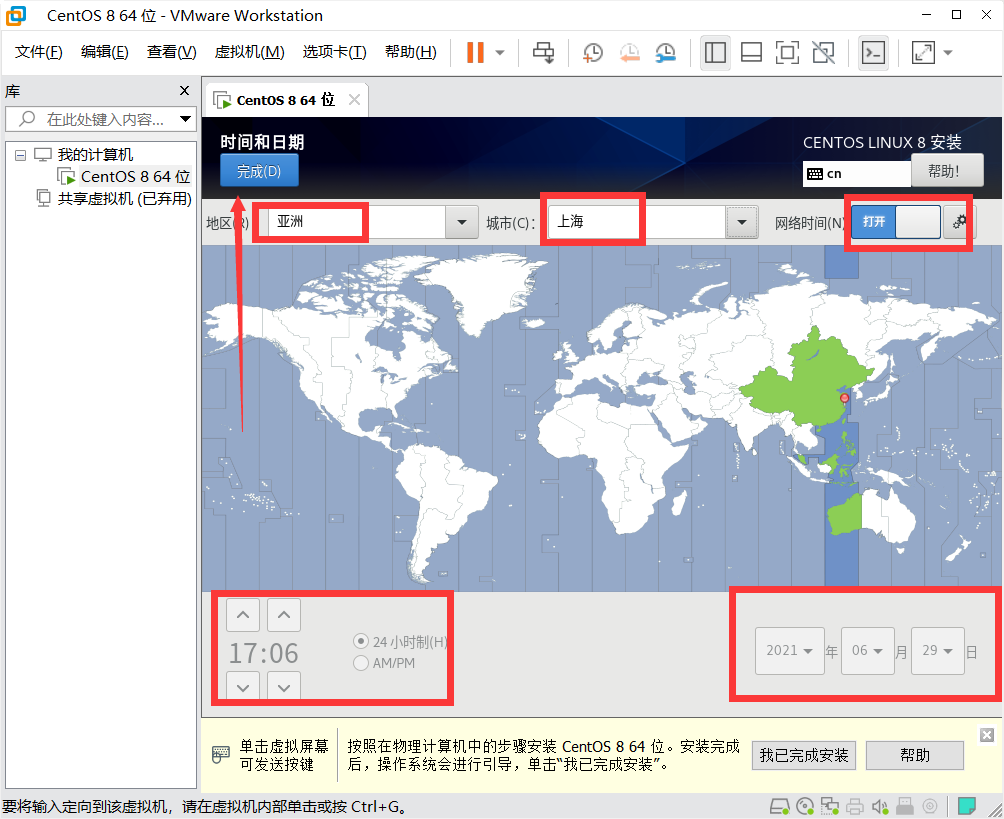 CentOS 8 64 位 - VMware Workstation
文件(F) 编辑(E) 查看(V) 虚拟机(M) 选项卡(T) 帮助(H)
库
在此处键入内容...
我的计算机
CentOS 8 64 位
共享虚拟机 (已弃用)
CentOS 8 64 位
时间和日期
完成(D)
CENTOS LINUX 8 安装
cn
帮助!
地区(R) 亚洲 城市(C): 上海 网络时间(N) 打开
17:06
24 小时制(H)
AM/PM
2021 年 06 月 29 日
单击虚拟屏幕
可发送按键
按照在物理计算机中的步骤安装 CentOS 8 64 位。安装完成
后，操作系统会进行引导，单击“我已完成安装”。
我已完成安装 帮助
要将输入定向到该虚拟机，请在虚拟机内部单击或按 Ctrl+G。